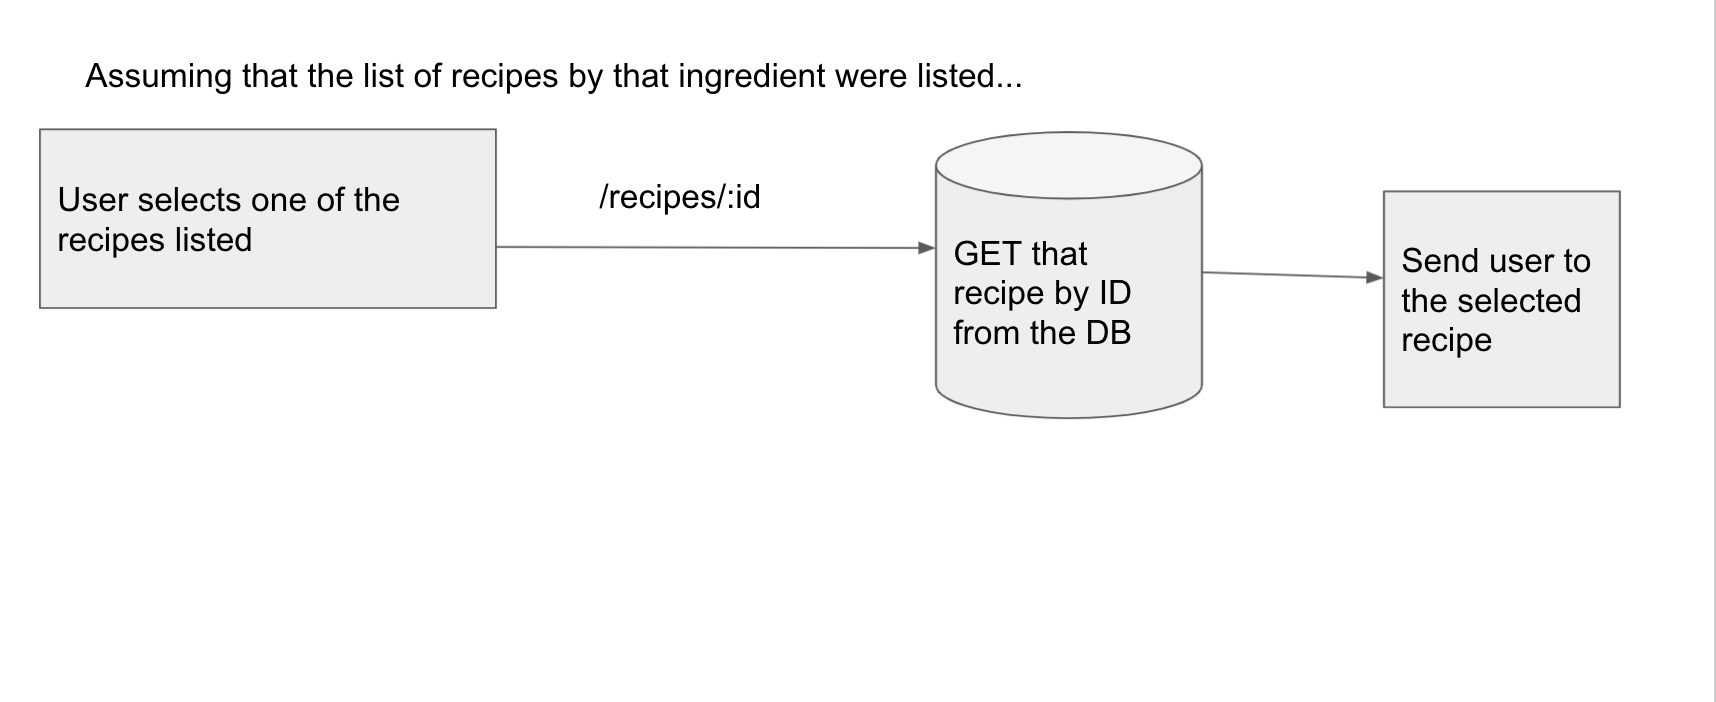 Assuming that the list of recipes by that ingredient were listed...
User selects one of the
recipes listed
/recipes/:id
GET that
recipe by ID
from the DB
Send user to
the selected
recipe